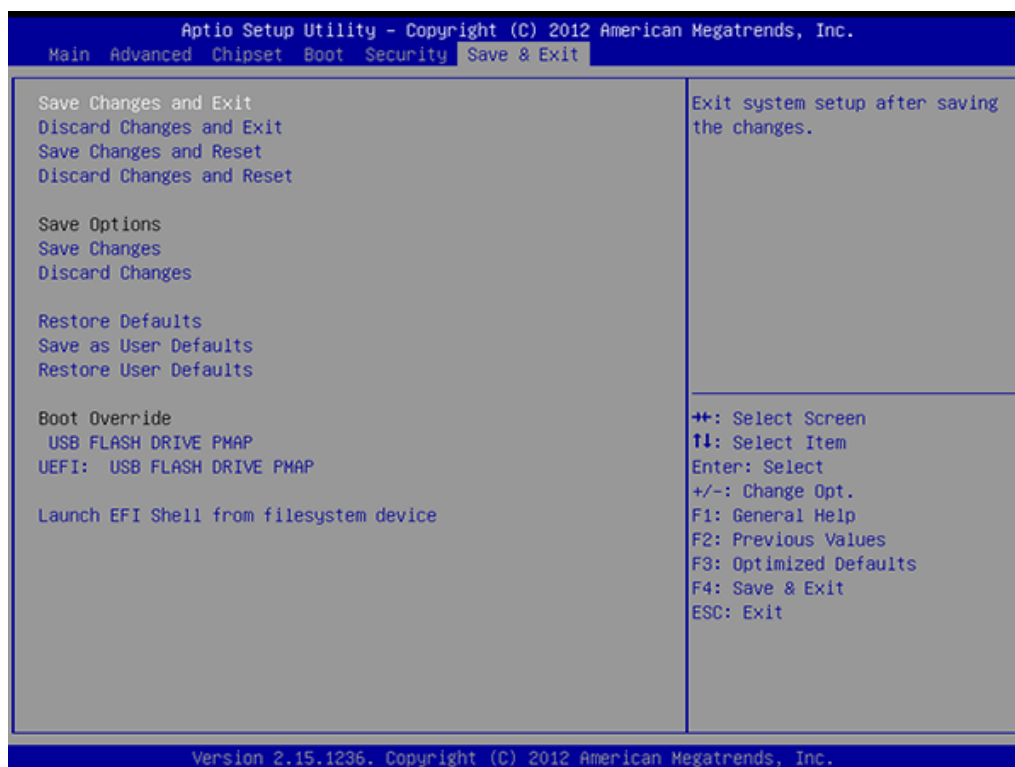 Aptio Setup Utility – Copyright (C) 2012 American Megatrends, Inc.
Main Advanced Chipset Boot Security Save & Exit
Save Changes and Exit
Discard Changes and Exit
Save Changes and Reset
Discard Changes and Reset
Save Options
Save Changes
Discard Changes
Restore Defaults
Save as User Defaults
Restore User Defaults
Boot Override
USB FLASH DRIVE PMAP
UEFI: USB FLASH DRIVE PMAP
Launch EFI Shell from filesystem device
Exit system setup after saving
the changes.
→←: Select Screen
↑↓: Select Item
Enter: Select
+/-: Change Opt.
F1: General Help
F2: Previous Values
F3: Optimized Defaults
F4: Save & Exit
ESC: Exit
Version 2.15.1236. Copyright (C) 2012 American Megatrends, Inc.